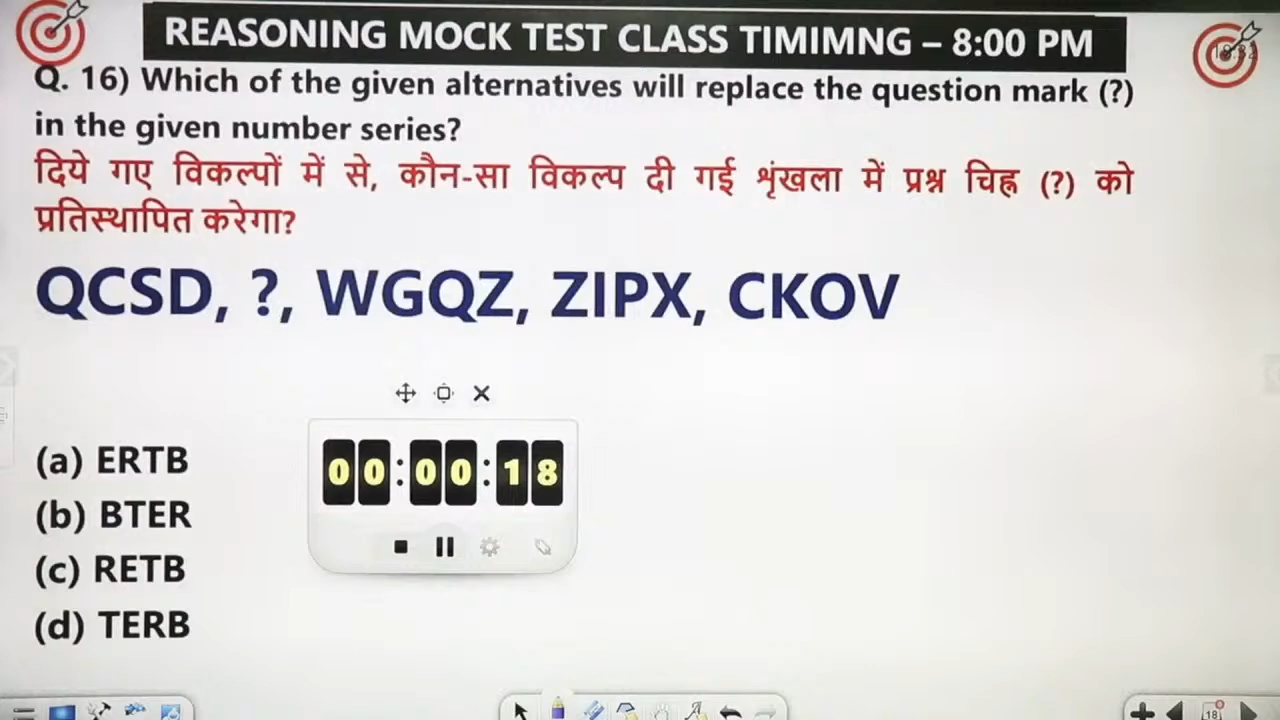 REASONING MOCK TEST CLASS TIMIMNG – 8:00 PM
Q. 16) Which of the given alternatives will replace the question mark (?)
in the given number series?
दिये गए विकल्पों में से, कौन-सा विकल्प दी गई श्रृंखला में प्रश्न चिह्न (?) को
प्रतिस्थापित करेगा?
QCSD, ?, WGQZ, ZIPX, CKOV
(a) ERTB
(b) BTER
(c) RETB
(d) TERB
00:00:18
18